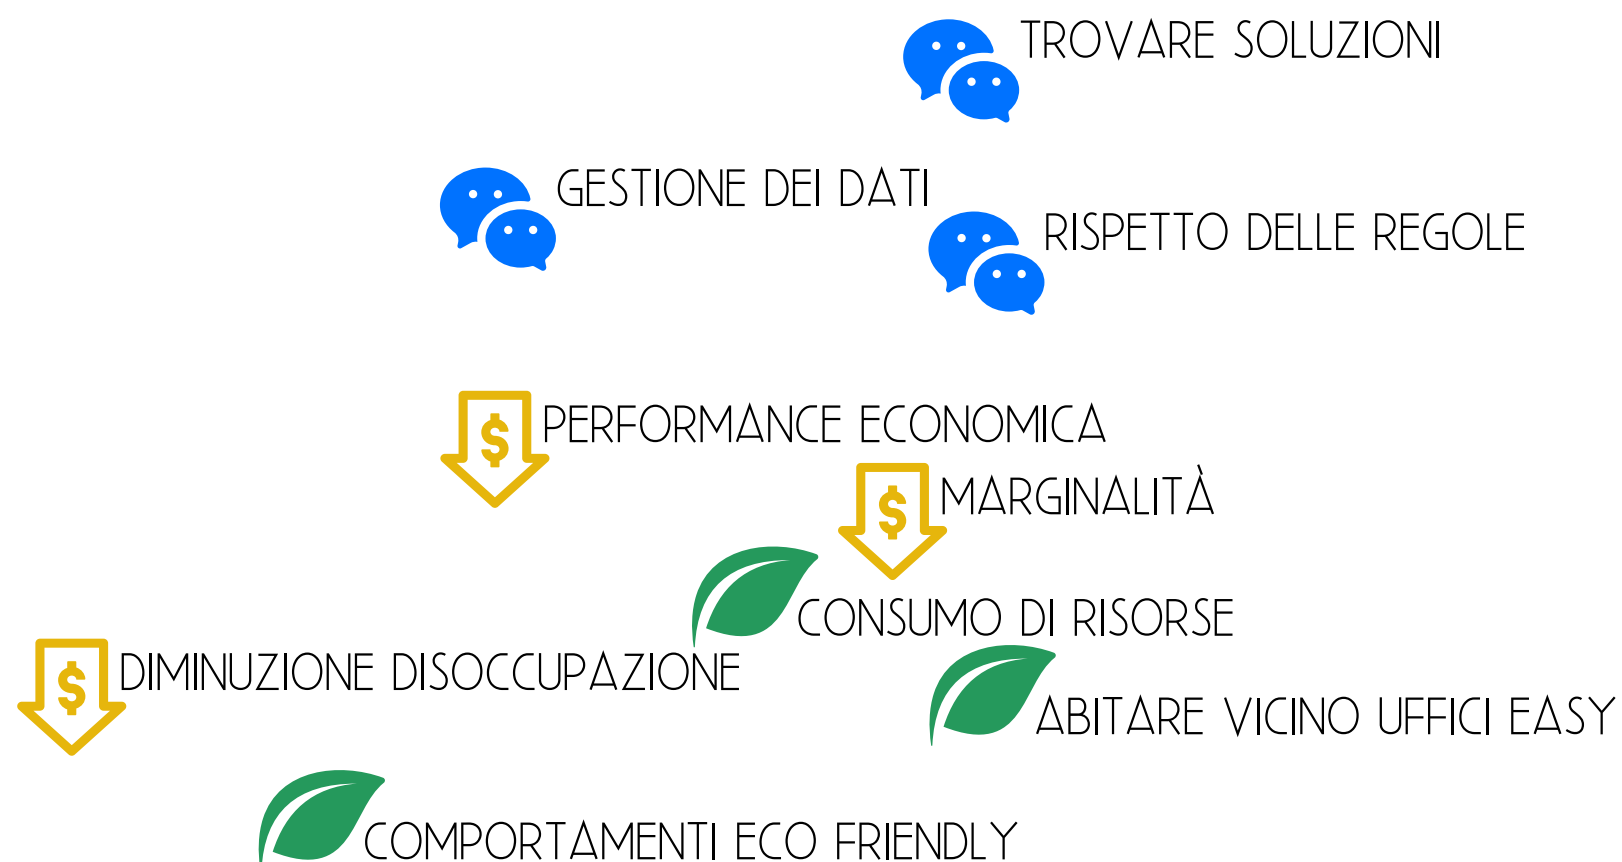 TROVARE SOLUZIONI
GESTIONE DEI DATI
RISPETTO DELLE REGOLE
PERFORMANCE ECONOMICA
MARGINALITÀ
CONSUMO DI RISORSE
DIMINUZIONE DISOCCUPAZIONE
ABITARE VICINO UFFICI EASY
COMPORTAMENTI ECO FRIENDLY